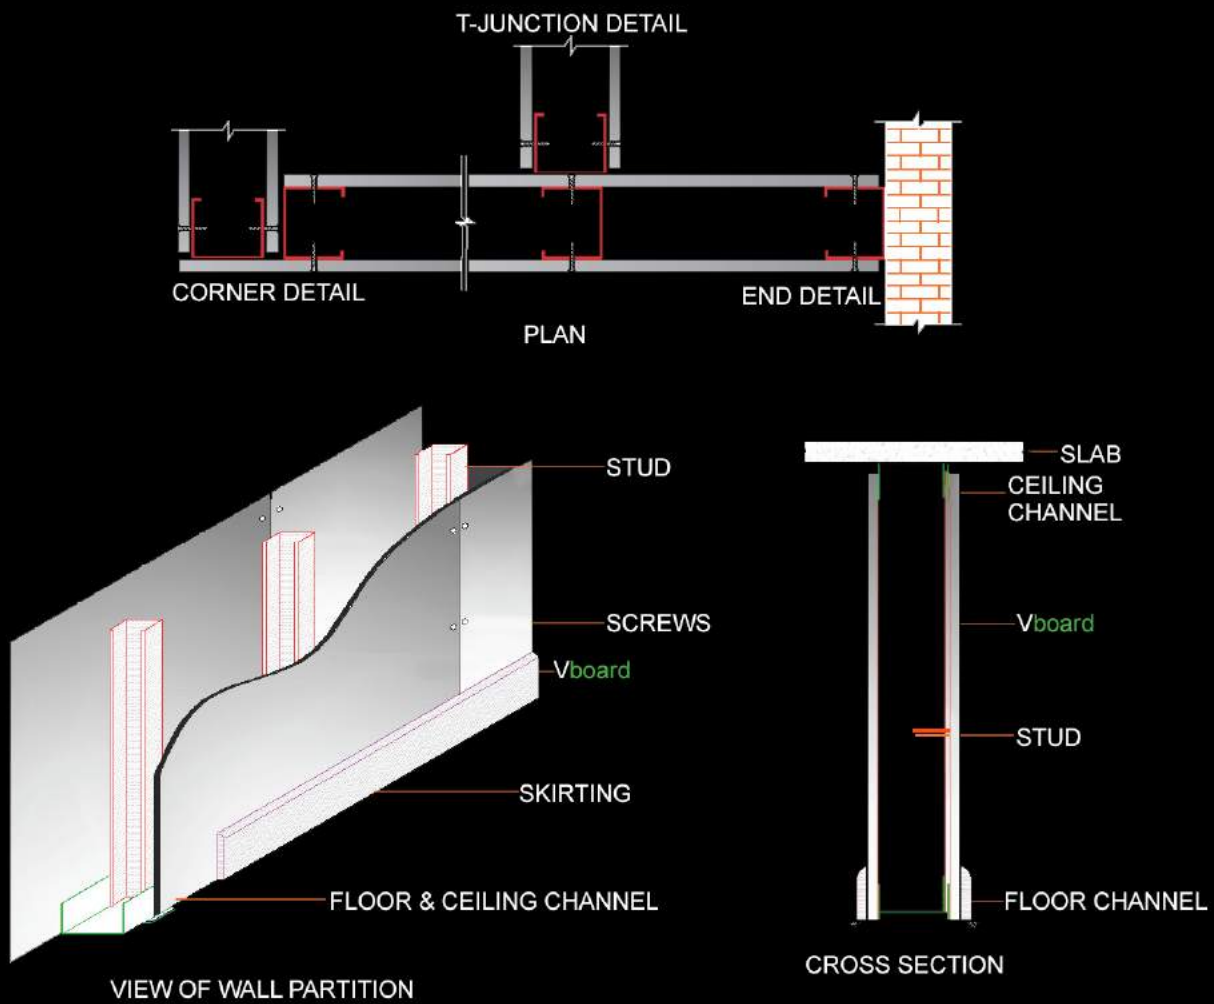 T-JUNCTION DETAIL
CORNER DETAIL
END DETAIL
PLAN
STUD
SCREWS
Vboard
SKIRTING
FLOOR & CEILING CHANNEL
VIEW OF WALL PARTITION
SLAB
CEILING
CHANNEL
Vboard
STUD
FLOOR CHANNEL
CROSS SECTION